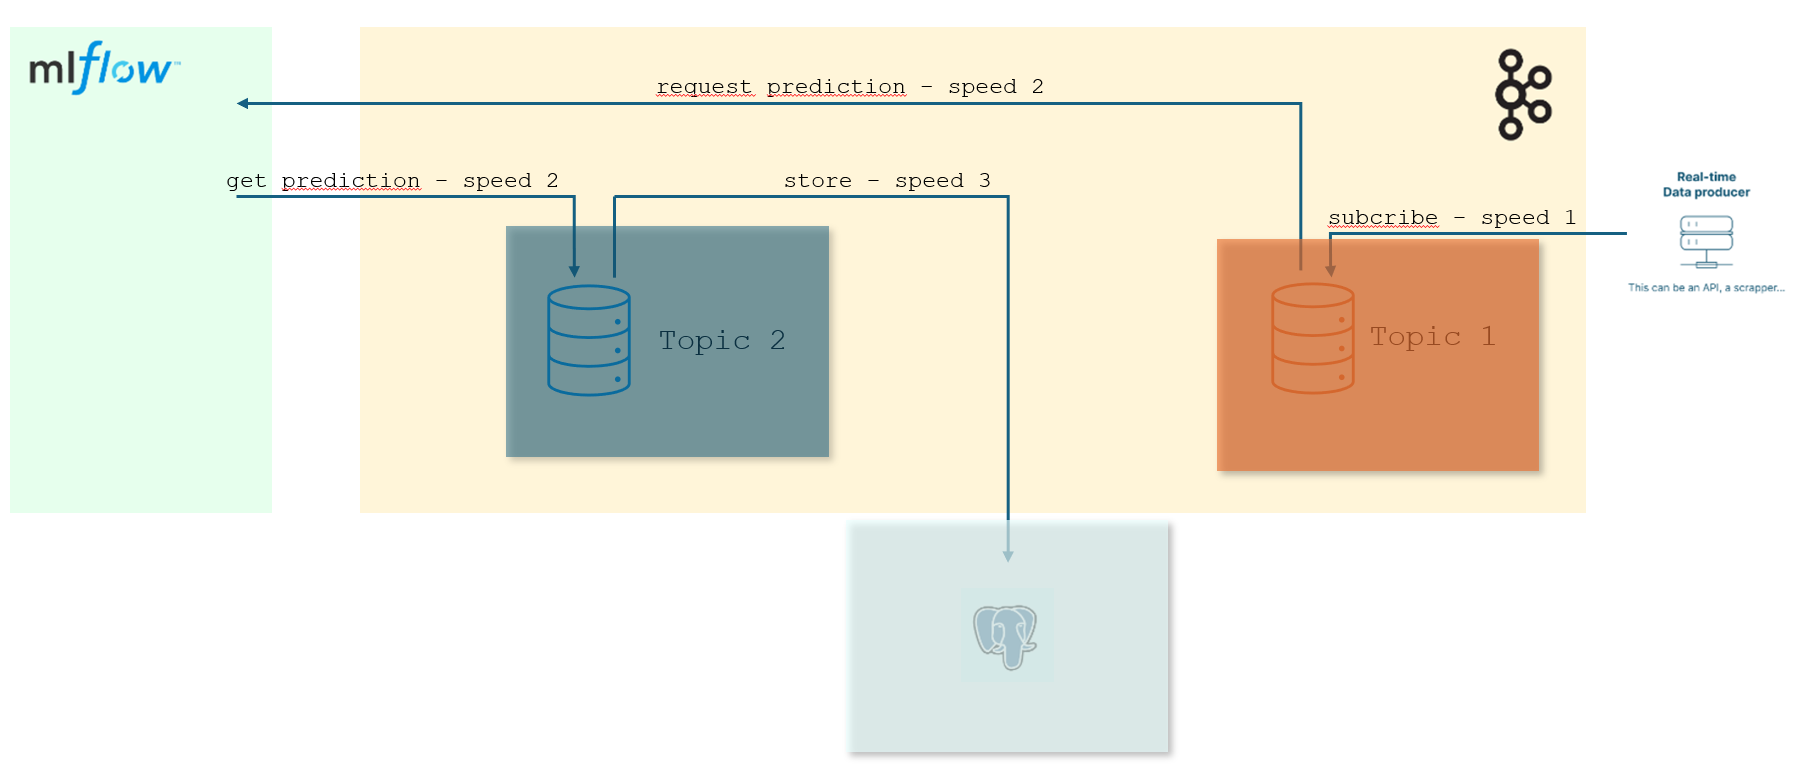 mlflow™
request prediction – speed 2
get prediction – speed 2
store – speed 3
Real-time
Data producer
subcribe – speed 1
This can be an API, a scrapper...
Topic 2
Topic 1